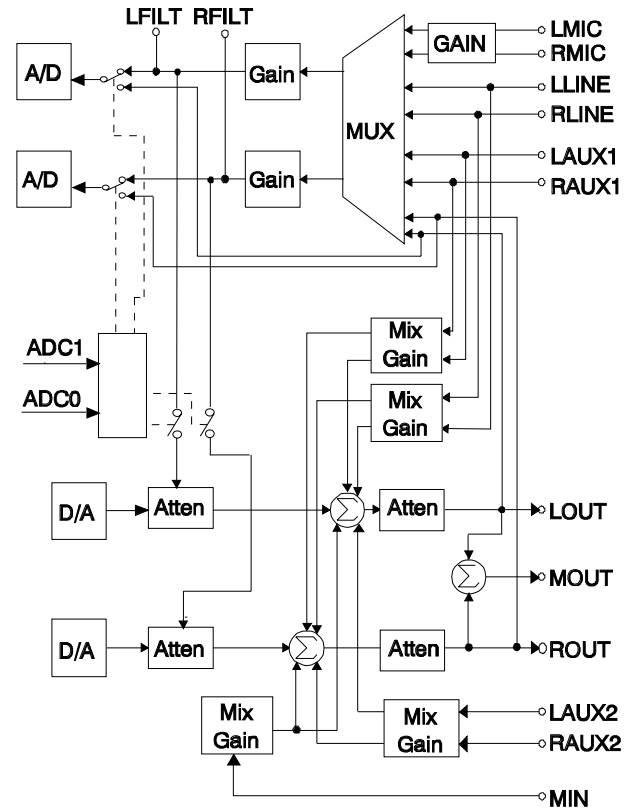 LFILT RFILT
LMIC
GAIN
RMIC
A/D
Gain
LLINE
MUX
RLINE
LAUX1
A/D
Gain
RAUX1
Mix
Gain
ADC1
Mix
Gain
ADC0
D/A
Atten
Σ
Atten
LOUT
Σ
MOUT
D/A
Atten
Σ
Atten
ROUT
Mix
Gain
Mix
Gain
LAUX2
RAUX2
MIN